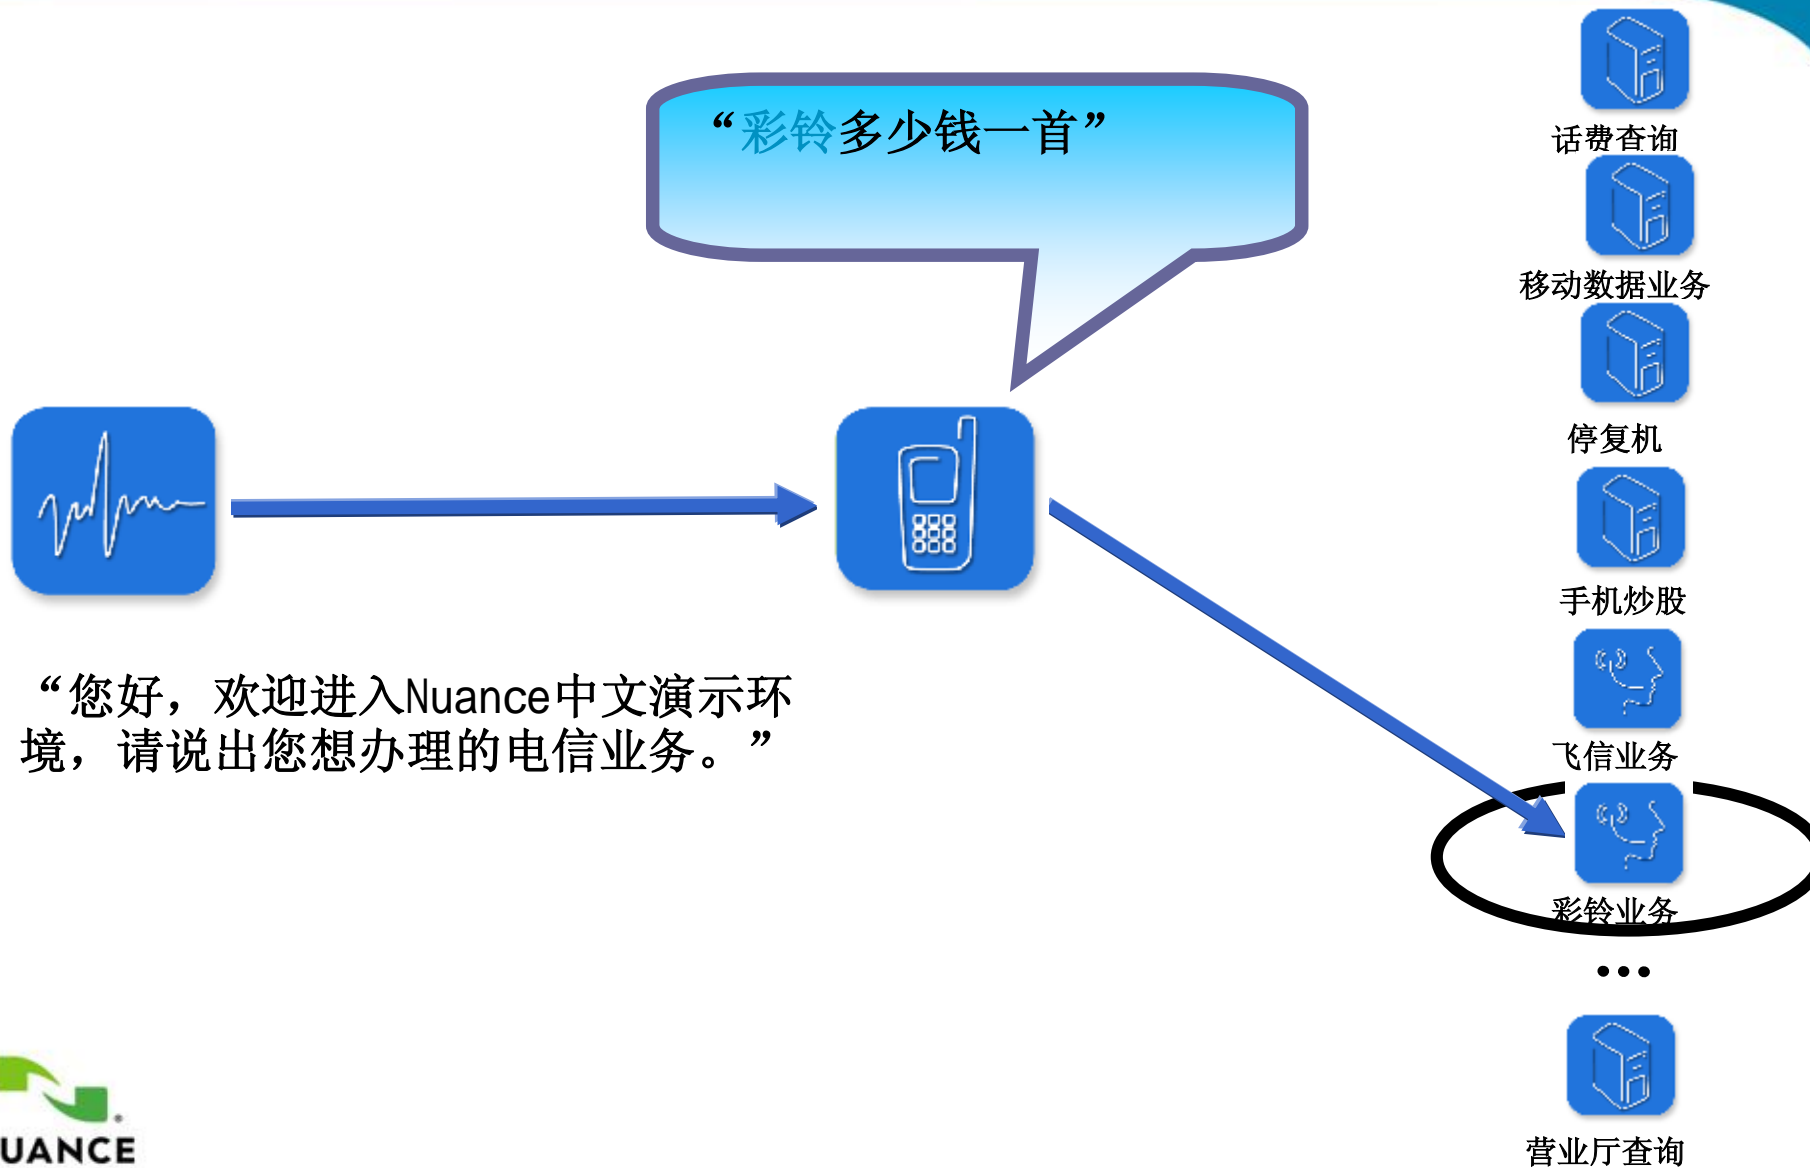 “彩铃多少钱一首”
话费查询
移动数据业务
停复机
手机炒股
“您好，欢迎进入Nuance中文演示环
境，请说出您想办理的电信业务。”
飞信业务
彩铃业务
...
营业厅查询
UANCE